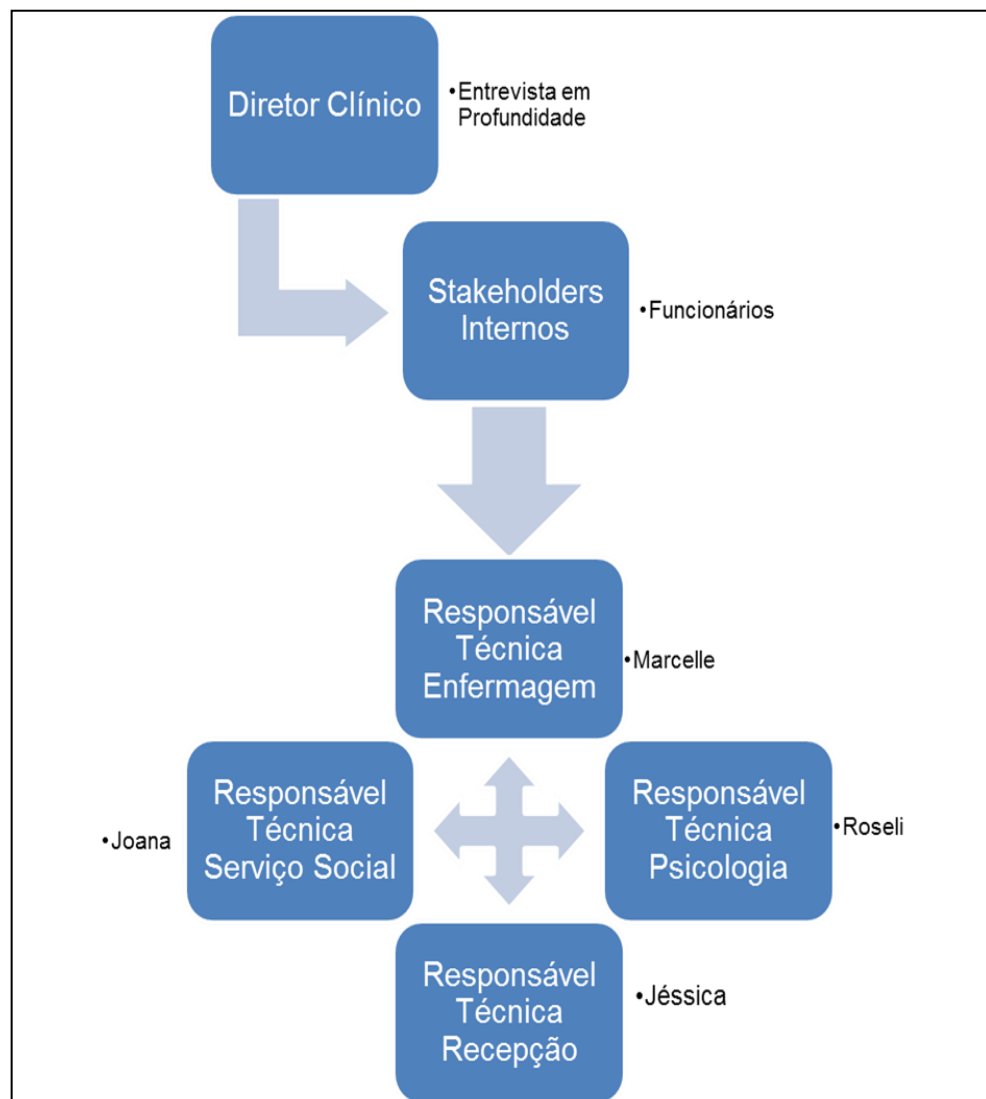 Diretor Clínico
•Entrevista em
Profundidade
Stakeholders
Internos
•Funcionários
Responsável
Técnica
Enfermagem
•Marcelle
Responsável
Técnica
Serviço Social
•Joana
Responsável
Técnica
Psicologia
•Roseli
Responsável
Técnica
Recepção
•Jéssica